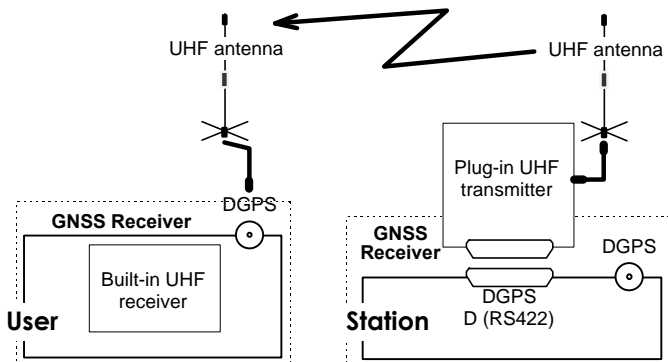 UHF antenna
UHF antenna
Plug-in UHF
transmitter
DGPS
GNSS Receiver
GNSS
Receiver
DGPS
Built-in UHF
receiver
DGPS
D (RS422)
User
Station